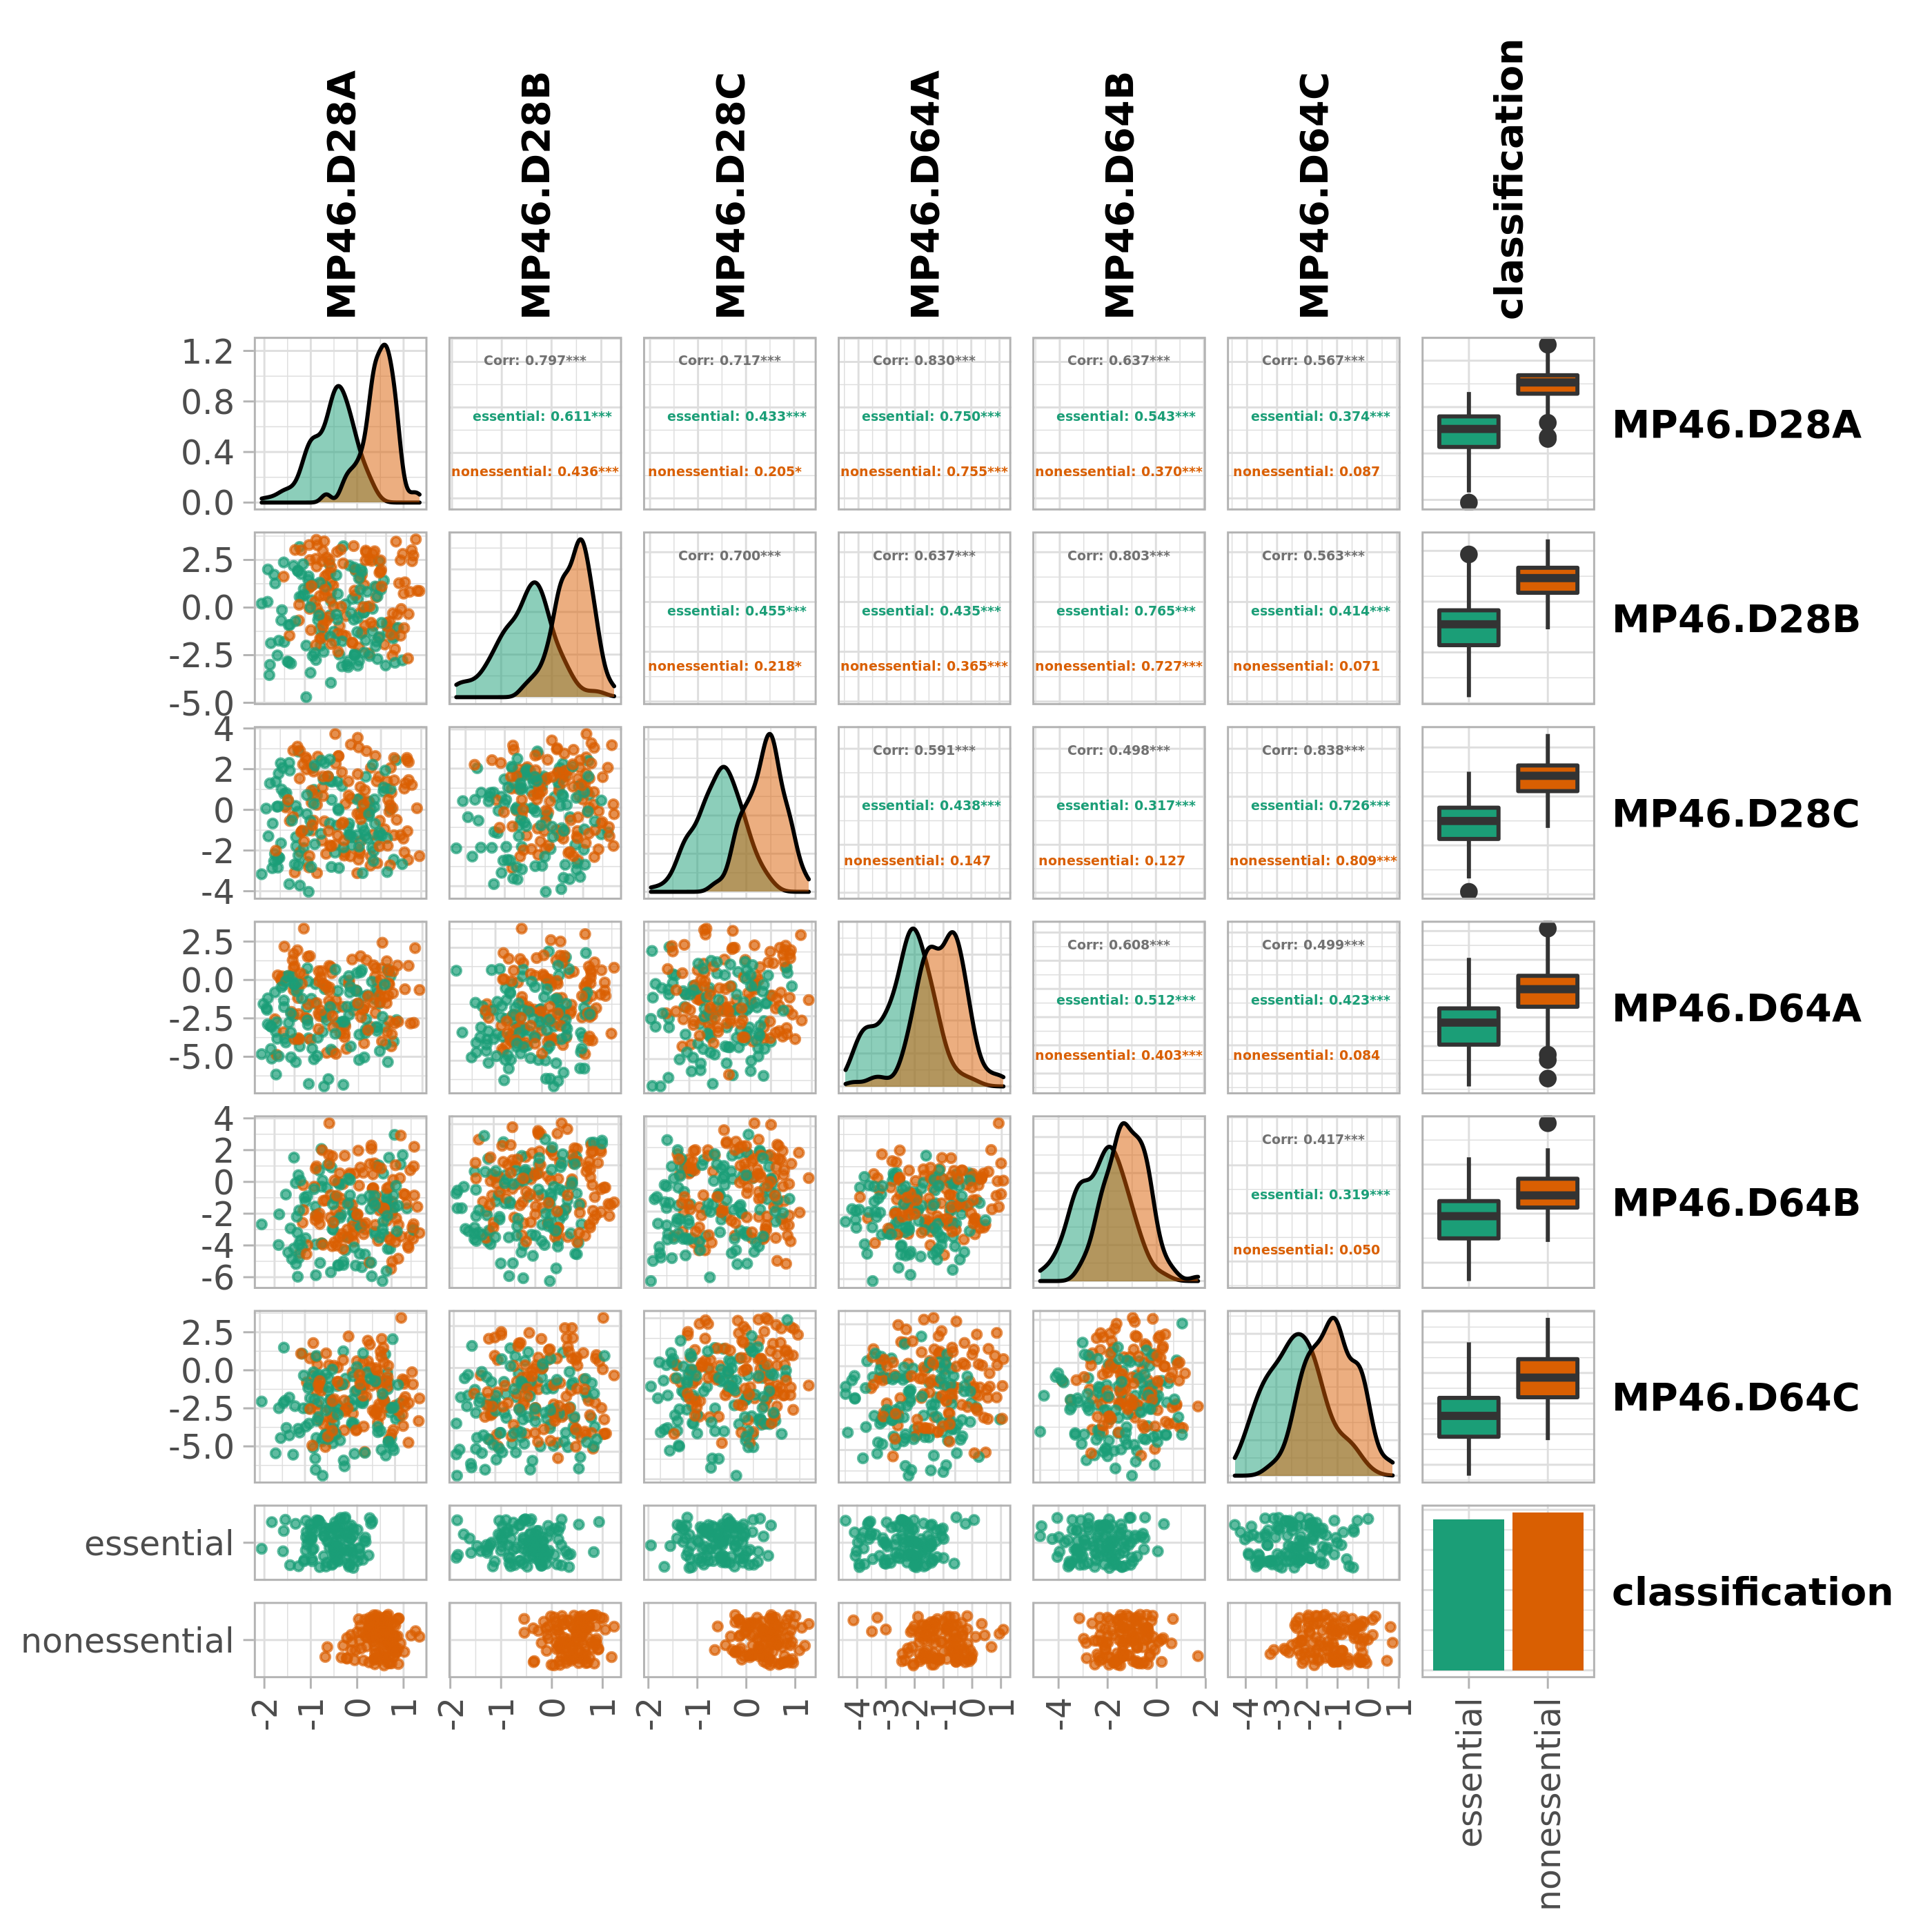 MP46.D28A
MP46.D28B
MP46.D28C
MP46.D64A
MP46.D64B
MP46.D64C
classification
1.2
0.8
0.4
0.0
Corr: 0.797***
essential: 0.611***
nonessential: 0.436***
Corr: 0.717***
essential: 0.433***
nonessential: 0.205*
Corr: 0.830***
essential: 0.750***
nonessential: 0.755***
Corr: 0.637***
essential: 0.543***
nonessential: 0.370***
Corr: 0.567***
essential: 0.374***
nonessential: 0.087
MP46.D28A
2.5
0.0
-2.5
-5.0
Corr: 0.700***
essential: 0.455***
nonessential: 0.218*
Corr: 0.637***
essential: 0.435***
nonessential: 0.365***
Corr: 0.803***
essential: 0.765***
nonessential: 0.727***
Corr: 0.563***
essential: 0.414***
nonessential: 0.071
MP46.D28B
4
2
0
-2
-4
Corr: 0.591***
essential: 0.438***
nonessential: 0.147
Corr: 0.498***
essential: 0.317***
nonessential: 0.127
Corr: 0.838***
essential: 0.726***
nonessential: 0.809***
MP46.D28C
2.5
0.0
-2.5
-5.0
Corr: 0.608***
essential: 0.512***
nonessential: 0.403***
Corr: 0.499***
essential: 0.423***
nonessential: 0.084
MP46.D64A
4
2
0
-2
-4
-6
Corr: 0.417***
essential: 0.319***
nonessential: 0.050
MP46.D64B
2.5
0.0
-2.5
-5.0
MP46.D64C
essential
nonessential
classification
-2
-1
0
1
-2
-1
0
1
-2
-1
0
1
-4
-3
-2
-1
0
1
-4
-2
0
2
-4
-3
-2
-1
0
1
essential
nonessential